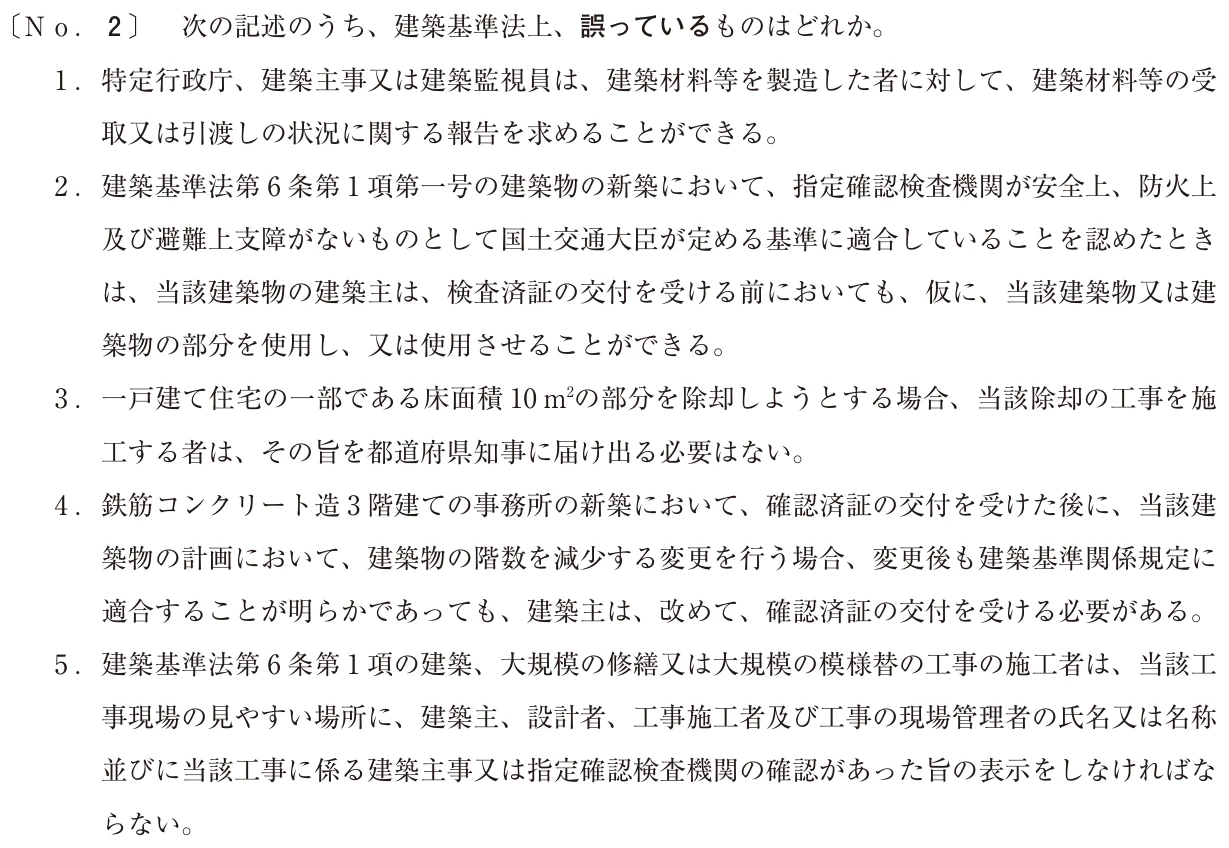 〔Ｎｏ． 2〕　次の記述のうち、建築基準法上、誤っているものはどれか。
１．特定行政庁、建築主事又は建築監視員は、建築材料等を製造した者に対して、建築材料等の受
取又は引渡しの状況に関する報告を求めることができる。
２．建築基準法第６条第１項第一号の建築物の新築において、指定確認検査機関が安全上、防火上
及び避難上支障がないものとして国土交通大臣が定める基準に適合していることを認めたとき
は、当該建築物の建築主は、検査済証の交付を受ける前においても、仮に、当該建築物又は建
築物の部分を使用し、又は使用させることができる。
３．一戸建て住宅の一部である床面積 10 m²の部分を除却しようとする場合、当該除却の工事を施
工する者は、その旨を都道府県知事に届け出る必要はない。
４．鉄筋コンクリート造３階建ての事務所の新築において、確認済証の交付を受けた後に、当該建
築物の計画において、建築物の階数を減少する変更を行う場合、変更後も建築基準関係規定に
適合することが明らかであっても、建築主は、改めて、確認済証の交付を受ける必要がある。
５．建築基準法第６条第１項の建築、大規模の修繕又は大規模の模様替の工事の施工者は、当該工
事現場の見やすい場所に、建築主、設計者、工事施工者及び工事の現場管理者の氏名又は名称
並びに当該工事に係る建築主事又は指定確認検査機関の確認があった旨の表示をしなければな
らない。